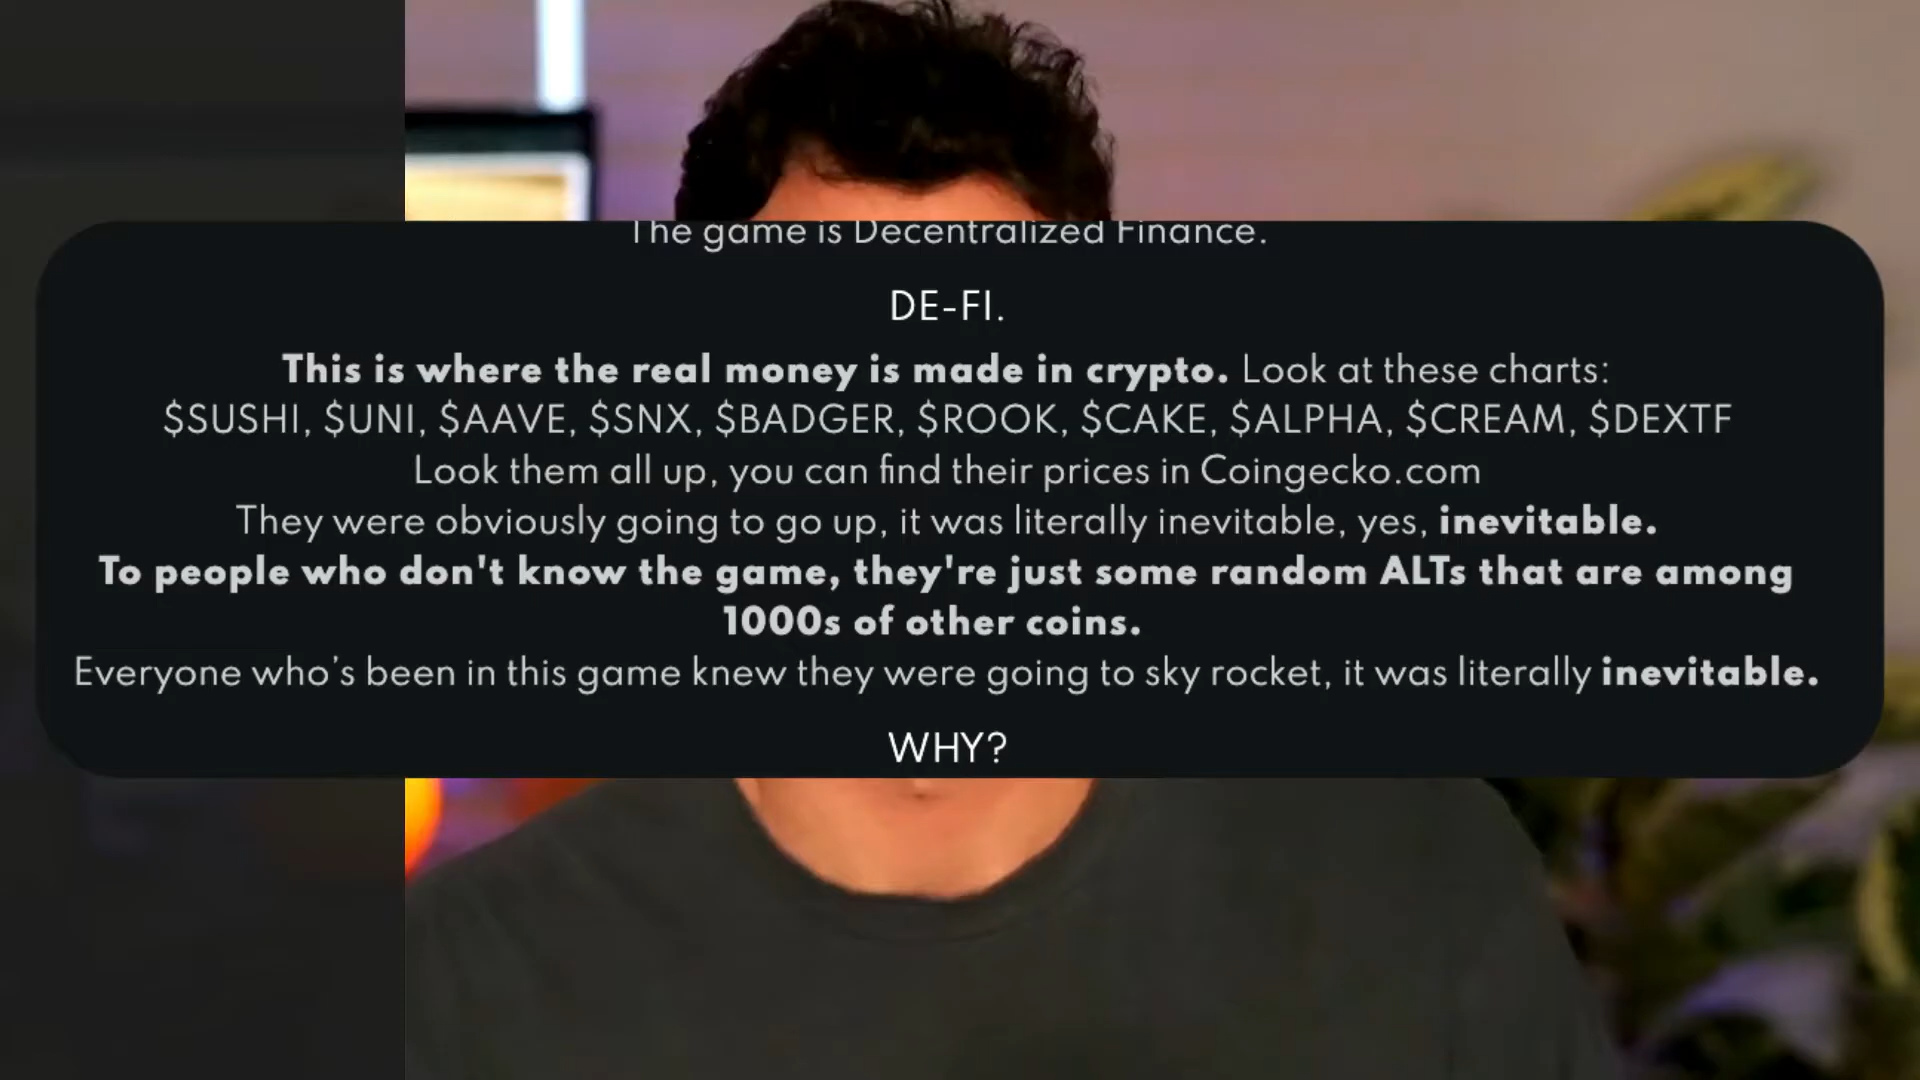 The game is Decentralized Finance.
DE-FI.
This is where the real money is made in crypto. Look at these charts:
$SUSHI, $UNI, $AAVE, $SNX, $BADGER, $ROOK, $CAKE, $ALPHA, $CREAM, $DEXTF
Look them all up, you can find their prices in Coingecko.com
They were obviously going to go up, it was literally inevitable, yes, inevitable.
To people who don't know the game, they're just some random ALTs that are among
1000s of other coins.
Everyone who’s been in this game knew they were going to sky rocket, it was literally inevitable.
WHY?